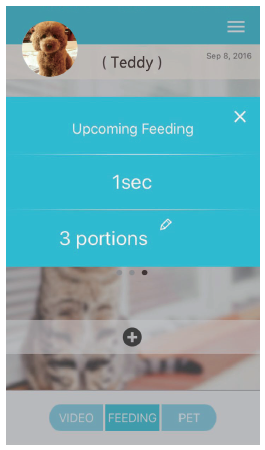 ( Teddy )
Sep 8, 2016
Upcoming Feeding
1sec
3 portions
VIDEO
FEEDING
PET